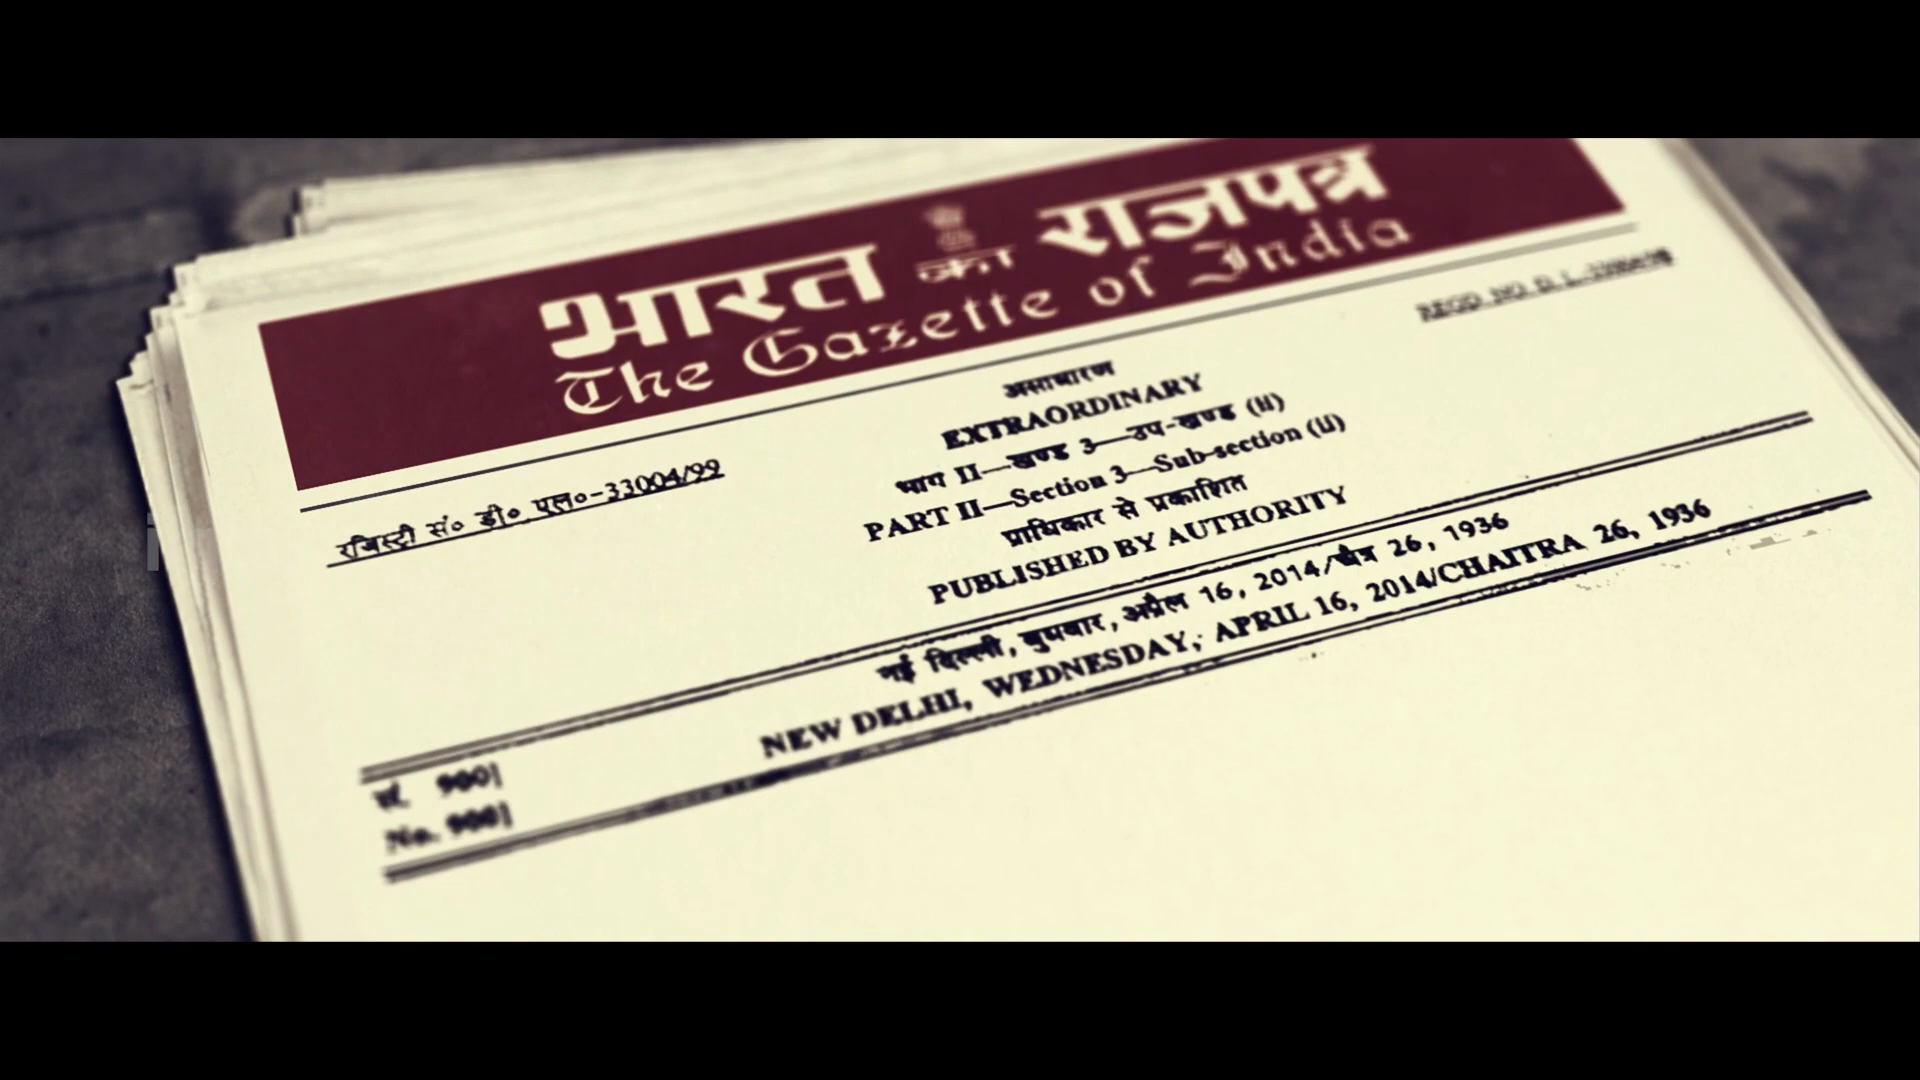 भारत का राजपत्र
The Gazette of India
रजिस्ट्री सं० डी० एल०-33004/99
REGD NO D L-
असाधारण
EXTRAORDINARY
भाग II—खण्ड 3—उप-खण्ड (ii)
PART II—Section 3—Sub-section (ii)
प्राधिकार से प्रकाशित
PUBLISHED BY AUTHORITY
नई दिल्ली, बुधवार, अप्रैल 16, 2014/चैत्र 26, 1936
NEW DELHI, WEDNESDAY, APRIL 16, 2014/CHAITRA 26, 1936
सं.
No.